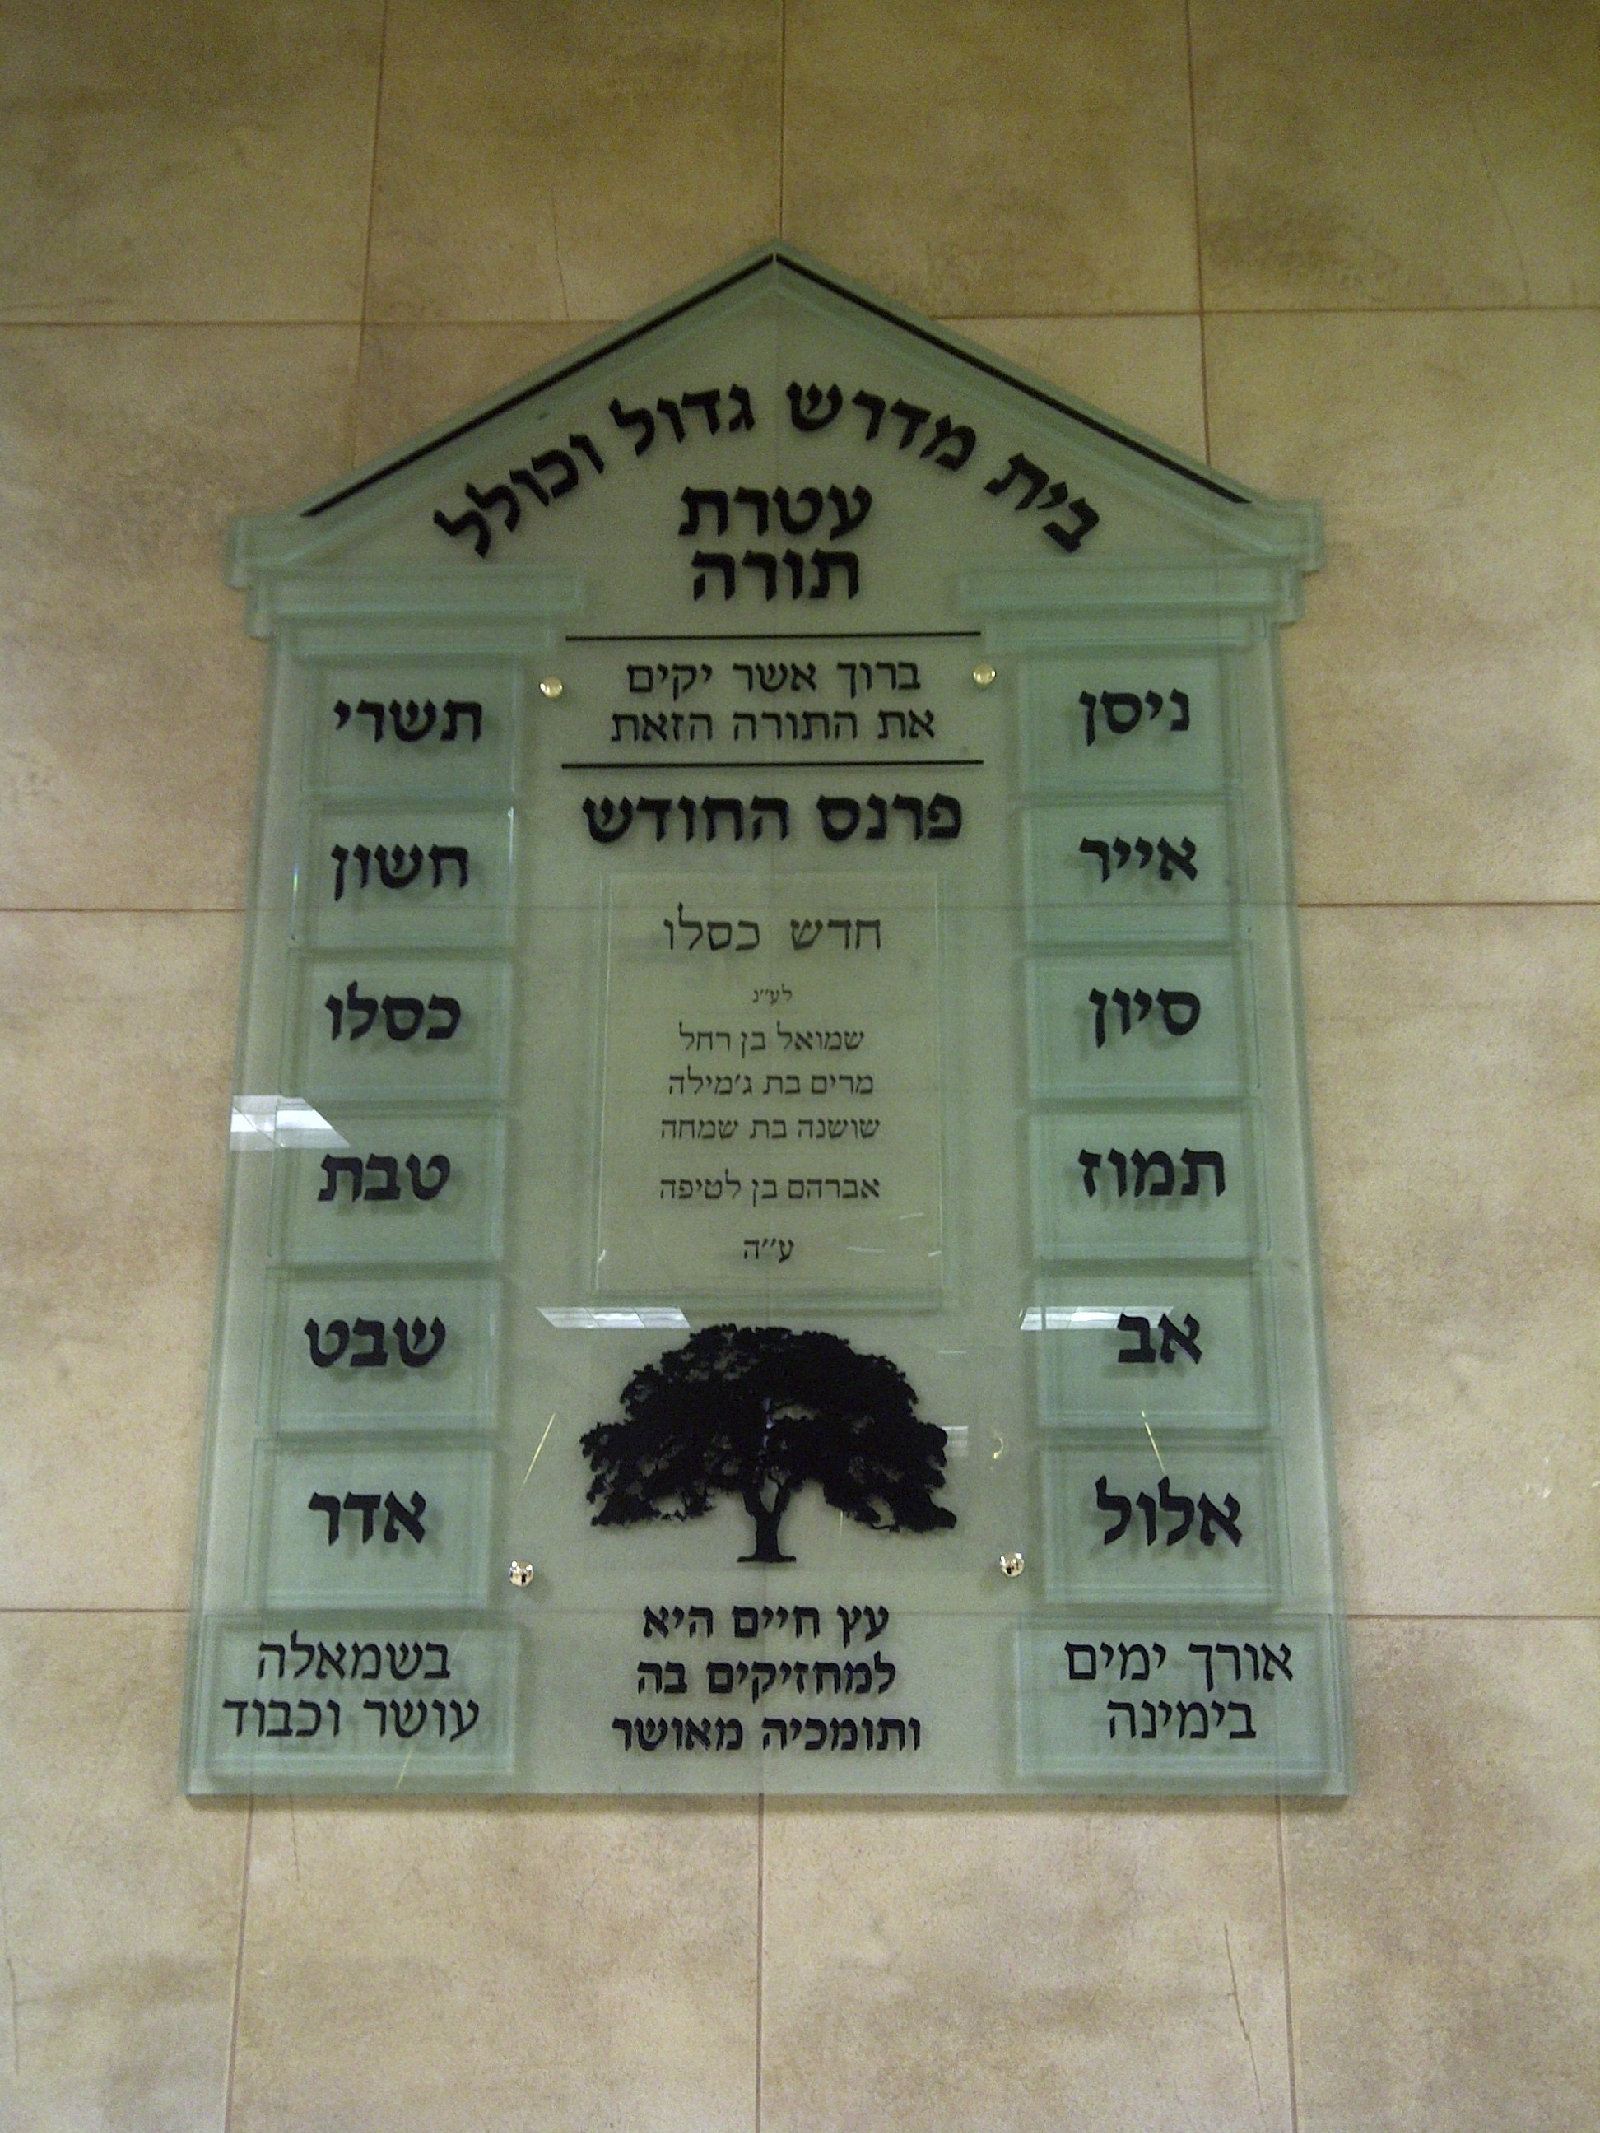 בית מדרש גדול וכולל
עטרת
תורה
ברוך אשר יקים
את התורה הזאת
פרנס החודש
חדש כסלו
לע״נ
שמואל בן רחל
מרים בת ג׳מילה
שושנה בת שמחה
אברהם בן לטיפה
ע״ה
ניסן
אייר
סיון
תמוז
אב
אלול
תשרי
חשון
כסלו
טבת
שבט
אדר
אורך ימים
בימינה
עץ חיים היא
למחזיקים בה
ותומכיה מאושר
בשמאלה
עושר וכבוד